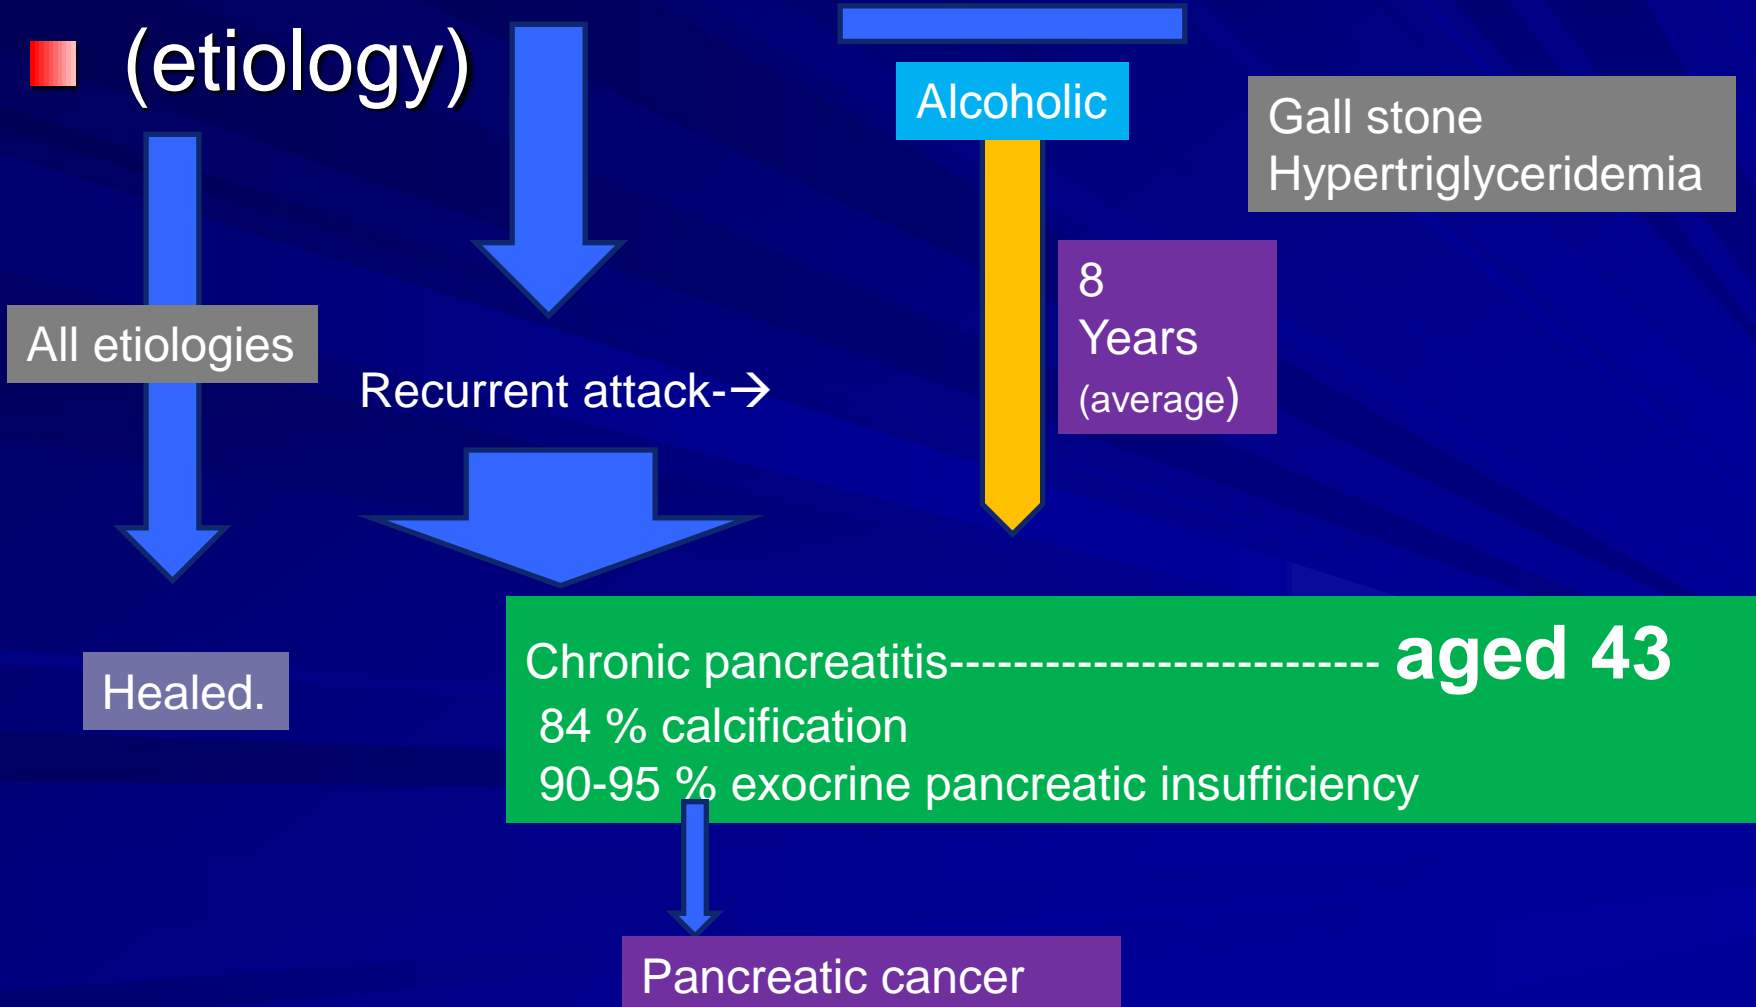 (etiology)
Alcoholic
Gall stone
Hypertriglyceridemia
8
Years
(average)
All etiologies
Recurrent attack-→
Healed.
Chronic pancreatitis--------------------------- aged 43
84 % calcification
90-95 % exocrine pancreatic insufficiency
Pancreatic cancer